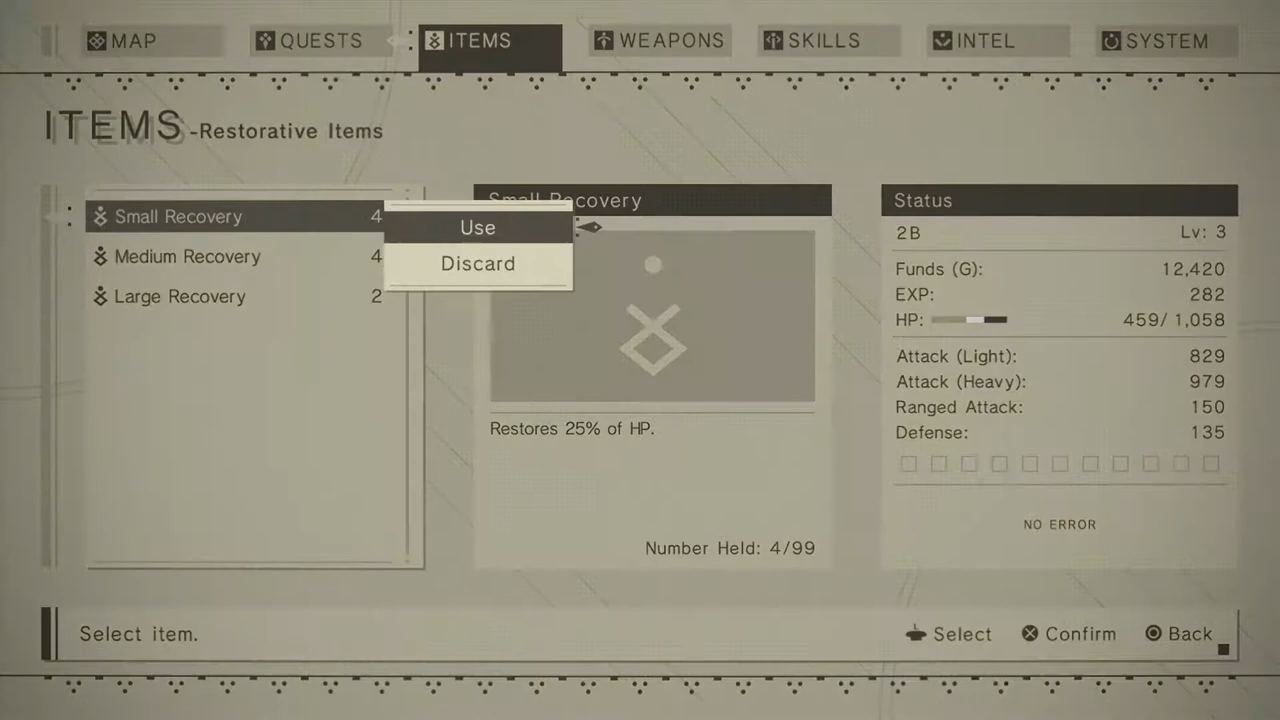 MAP QUESTS ITEMS WEAPONS SKILLS INTEL SYSTEM
ITEMS -Restorative Items
Small Recovery 4
Medium Recovery 4
Large Recovery 2
Use
Discard
Small Recovery
Restores 25% of HP.
Number Held: 4/99
Status
2B Lv: 3
Funds (G): 12,420
EXP: 282
HP: 459/ 1,058
Attack (Light): 829
Attack (Heavy): 979
Ranged Attack: 150
Defense: 135
NO ERROR
Select item.
Select Confirm Back